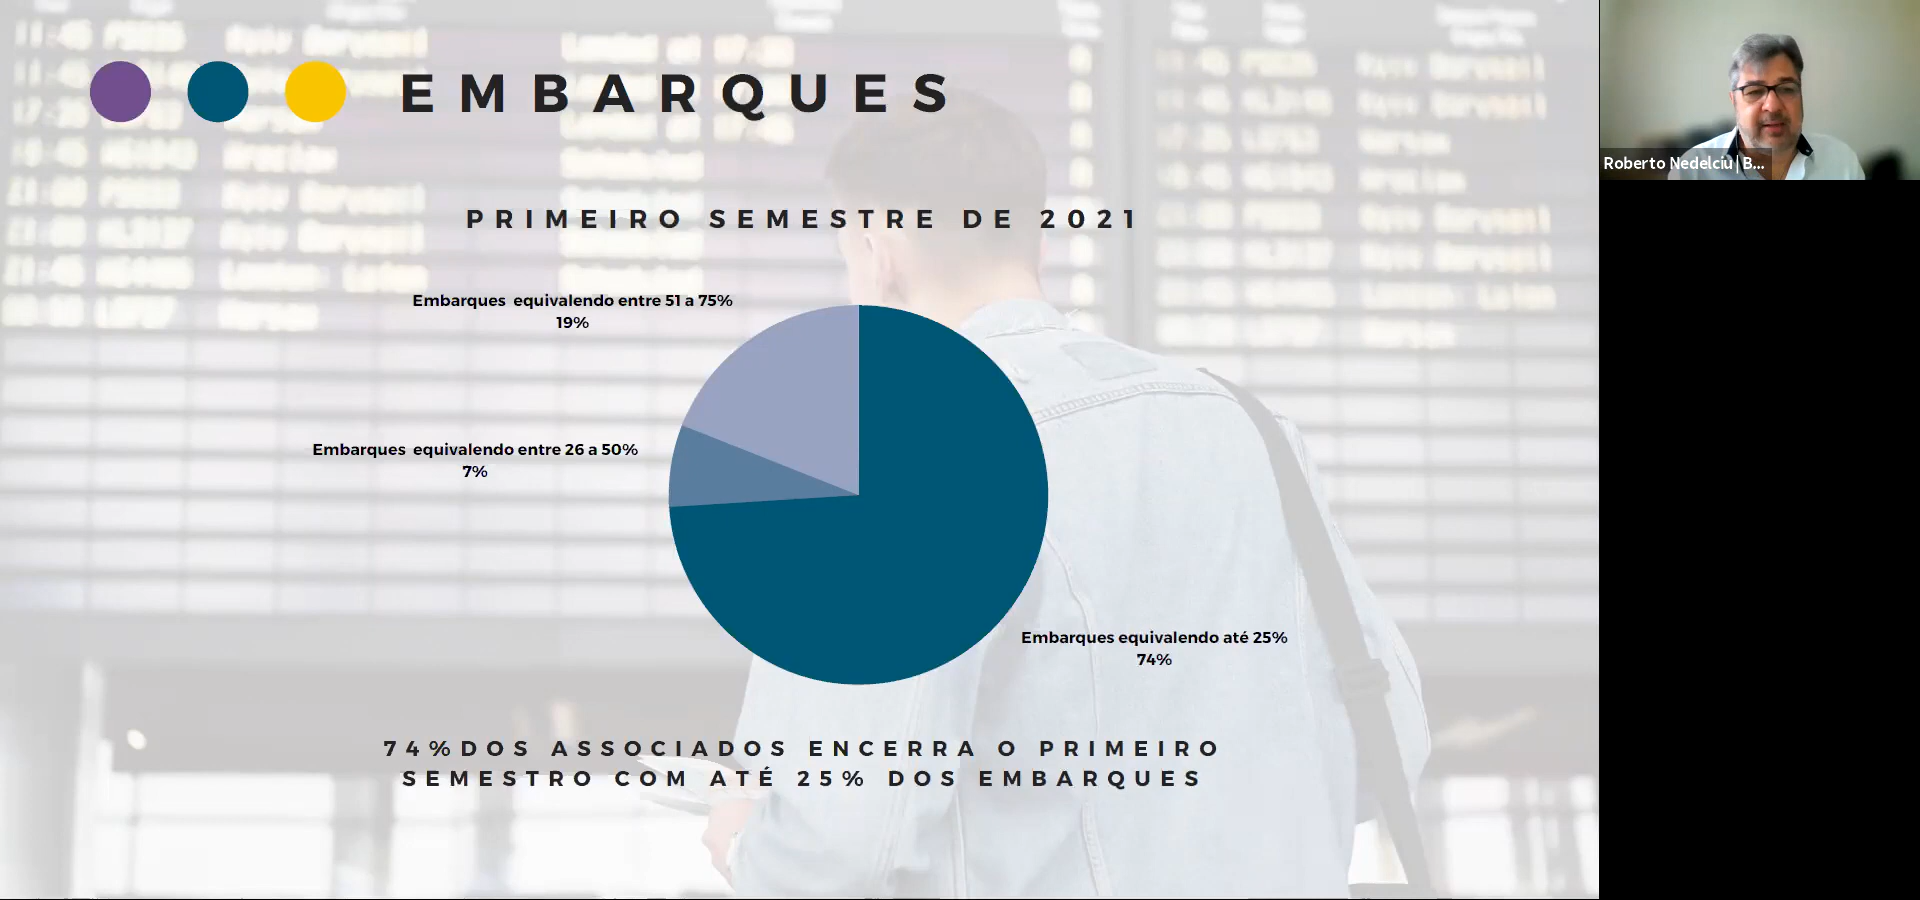 EMBARQUES
PRIMEIRO SEMESTRE DE 2021
Embarques equivalendo entre 51 a 75%
19%
Embarques equivalendo entre 26 a 50%
7%
Embarques equivalendo até 25%
74%
74%DOS ASSOCIADOS ENCERRA O PRIMEIRO
SEMESTRO COM ATÉ 25% DOS EMBARQUES
Roberto Nedelciu | B...